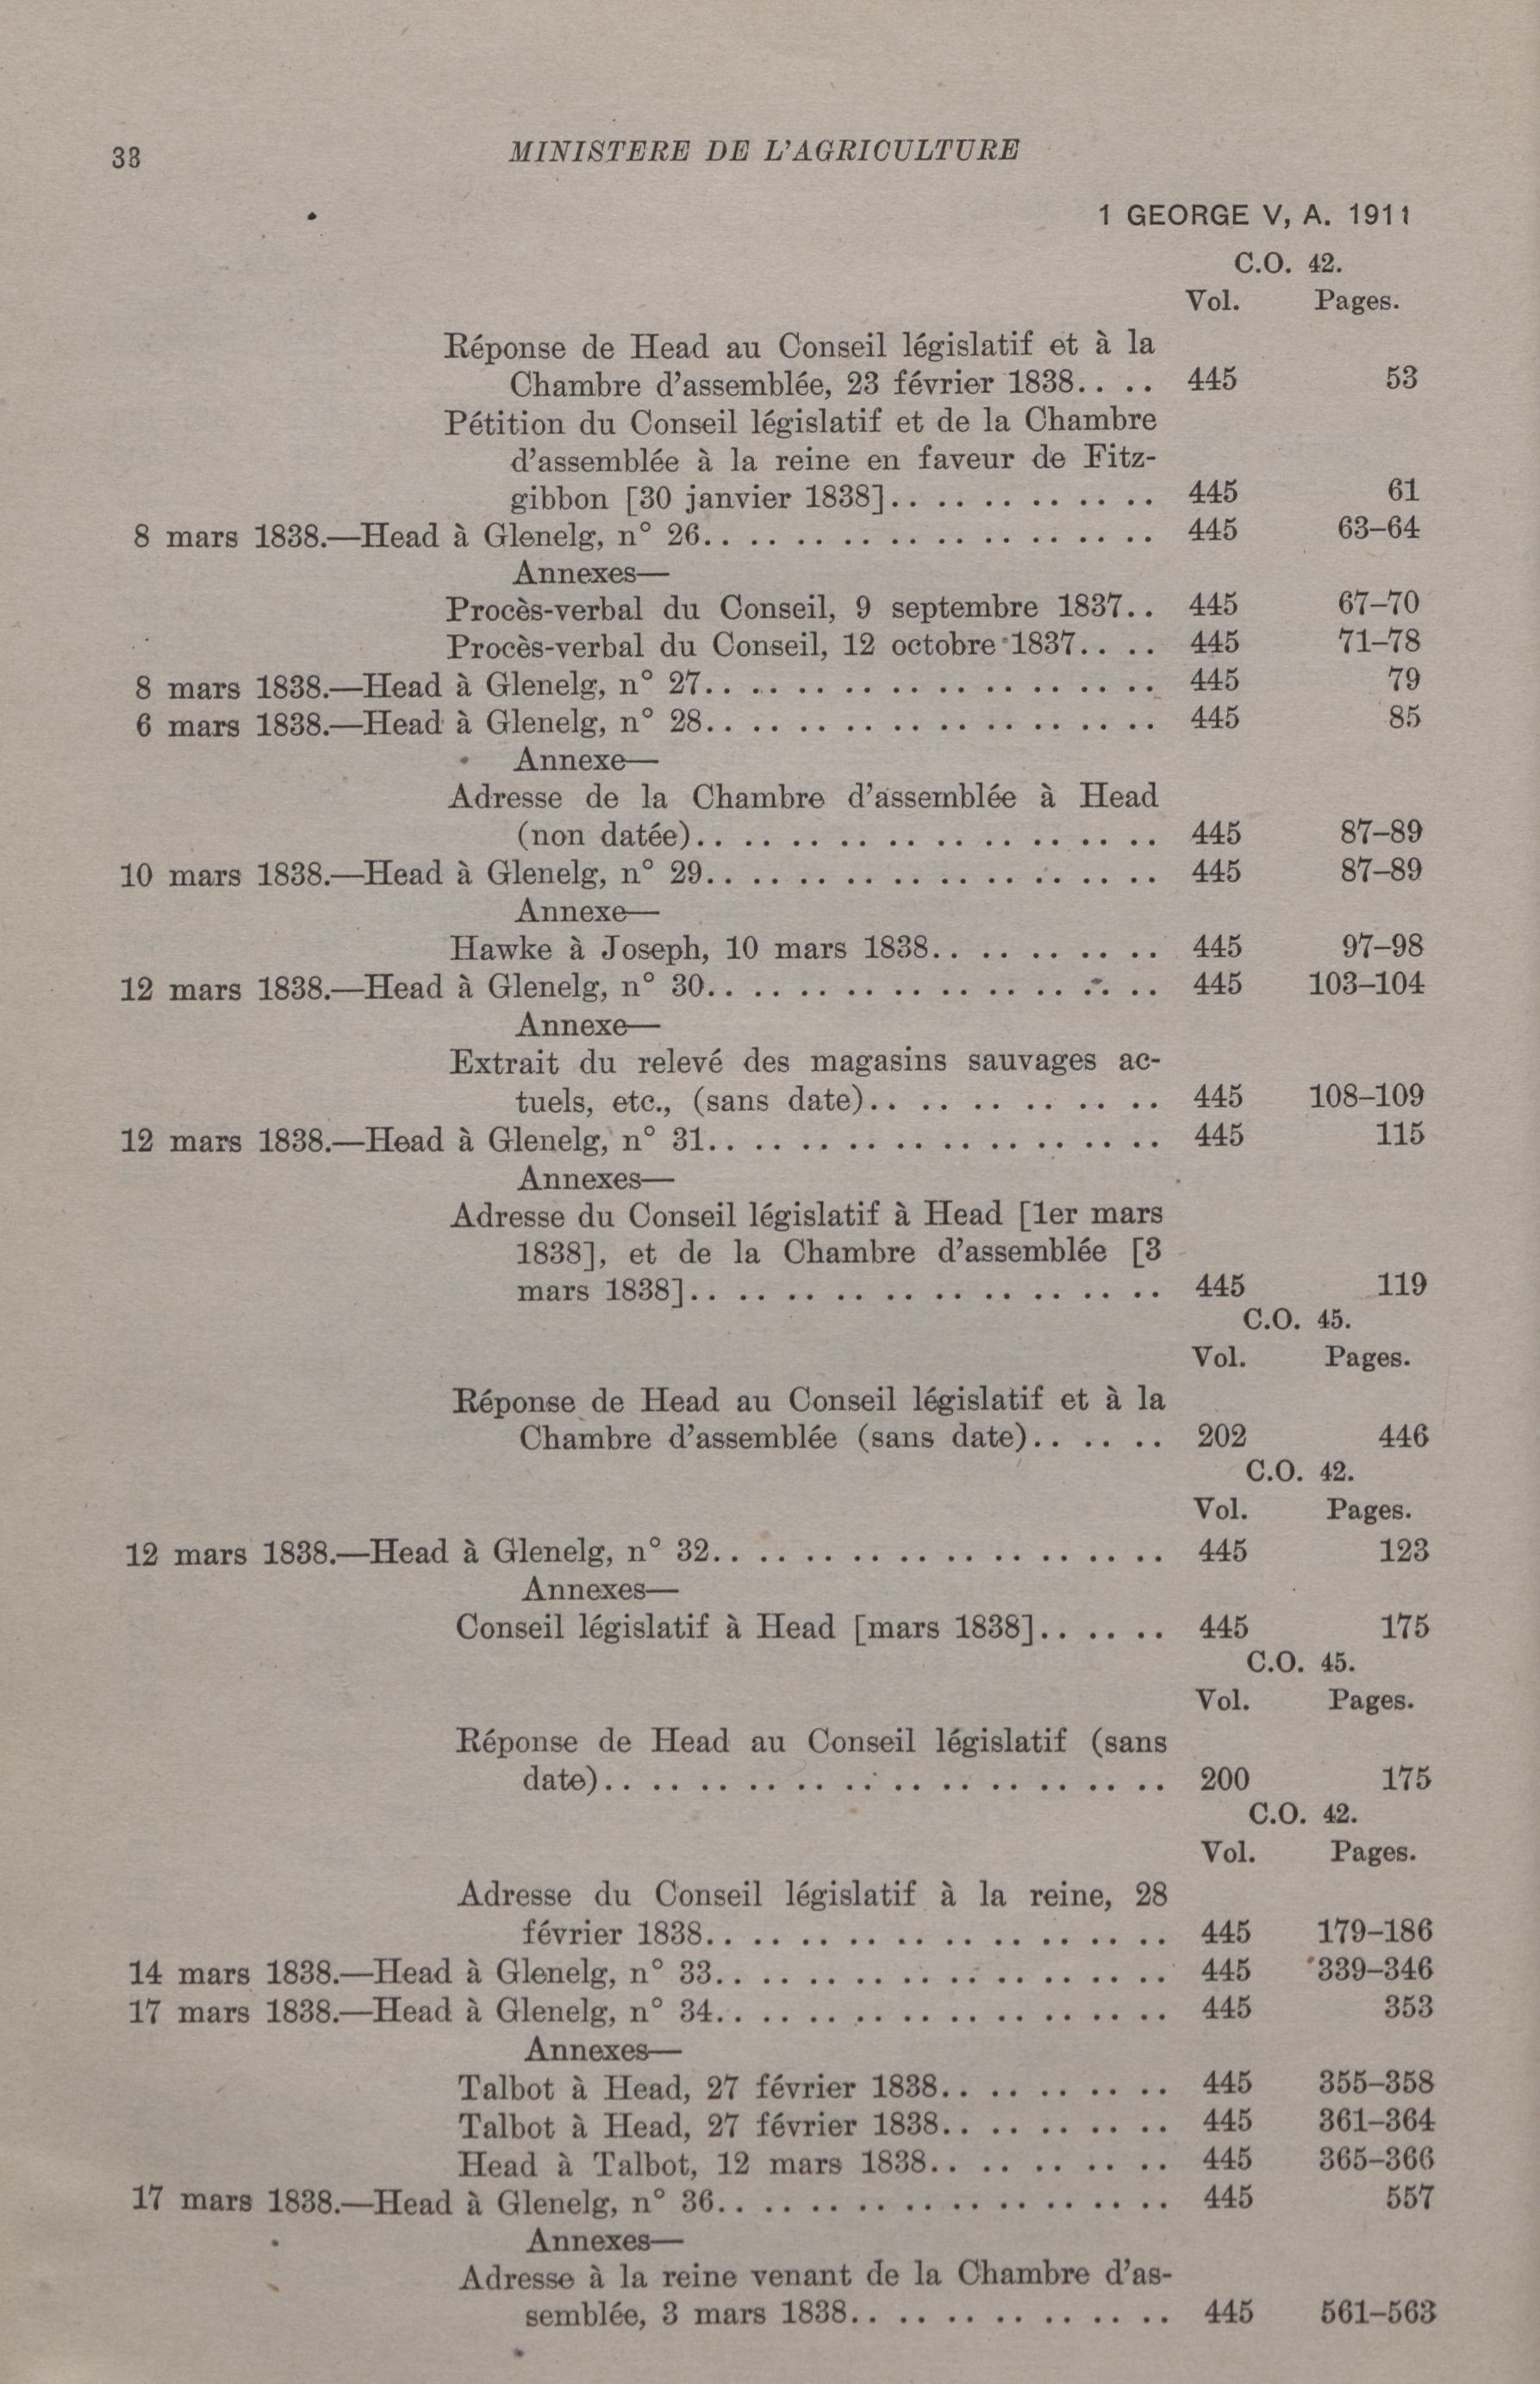 38 MINISTERE DE L'AGRICULTURE
1 GEORGE V, A. 1911
C.O. 42.
Vol. Pages.
Réponse de Head au Conseil législatif et à la
Chambre d'assemblée, 23 février 1838.. .. 445 53
Pétition du Conseil législatif et de la Chambre
d'assemblée à la reine en faveur de Fitz-
gibbon [30 janvier 1838].. .. .. .. .. .. 445 61
8 mars 1838.—Head à Glenelg, n° 26.. .. .. .. .. .. .. .. .. .. 445 63–64
Annexes—
Procès-verbal du Conseil, 9 septembre 1837.. 445 67–70
Procès-verbal du Conseil, 12 octobre 1837.. .. 445 71–78
8 mars 1838.—Head à Glenelg, n° 27.. .. .. .. .. .. .. .. .. .. 445 79
6 mars 1838.—Head à Glenelg, n° 28.. .. .. .. .. .. .. .. .. .. 445 85
Annexe—
Adresse de la Chambre d'assemblée à Head
(non datée).. .. .. .. .. .. .. .. .. .. 445 87–89
10 mars 1838.—Head à Glenelg, n° 29.. .. .. .. .. .. .. .. .. .. 445 87–89
Annexe—
Hawke à Joseph, 10 mars 1838.. .. .. .. .. 445 97–98
12 mars 1838.—Head à Glenelg, n° 30.. .. .. .. .. .. .. .. .. .. 445 103–104
Annexe—
Extrait du relevé des magasins sauvages ac-
tuels, etc., (sans date).. .. .. .. .. .. 445 108–109
12 mars 1838.—Head à Glenelg, n° 31.. .. .. .. .. .. .. .. .. .. 445 115
Annexes—
Adresse du Conseil législatif à Head [1er mars
1838], et de la Chambre d'assemblée [3
mars 1838].. .. .. .. .. .. .. .. .. .. 445 119
C.O. 45.
Vol. Pages.
Réponse de Head au Conseil législatif et à la
Chambre d'assemblée (sans date).. .. .. 202 446
C.O. 42.
Vol. Pages.
12 mars 1838.—Head à Glenelg, n° 32.. .. .. .. .. .. .. .. .. .. 445 123
Annexes—
Conseil législatif à Head [mars 1838].. .. .. 445 175
C.O. 45.
Vol. Pages.
Réponse de Head au Conseil législatif (sans
date).. .. .. .. .. .. .. .. .. .. .. .. 200 175
C.O. 42.
Vol. Pages.
Adresse du Conseil législatif à la reine, 28
février 1838.. .. .. .. .. .. .. .. .. .. 445 179–186
14 mars 1838.—Head à Glenelg, n° 33.. .. .. .. .. .. .. .. .. .. 445 339–346
17 mars 1838.—Head à Glenelg, n° 34.. .. .. .. .. .. .. .. .. .. 445 353
Annexes—
Talbot à Head, 27 février 1838.. .. .. .. .. 445 355–358
Talbot à Head, 27 février 1838.. .. .. .. .. 445 361–364
Head à Talbot, 12 mars 1838.. .. .. .. .. 445 365–366
17 mars 1838.—Head à Glenelg, n° 36.. .. .. .. .. .. .. .. .. .. 445 557
Annexes—
Adresse à la reine venant de la Chambre d'as-
semblée, 3 mars 1838.. .. .. .. .. .. .. 445 561–563